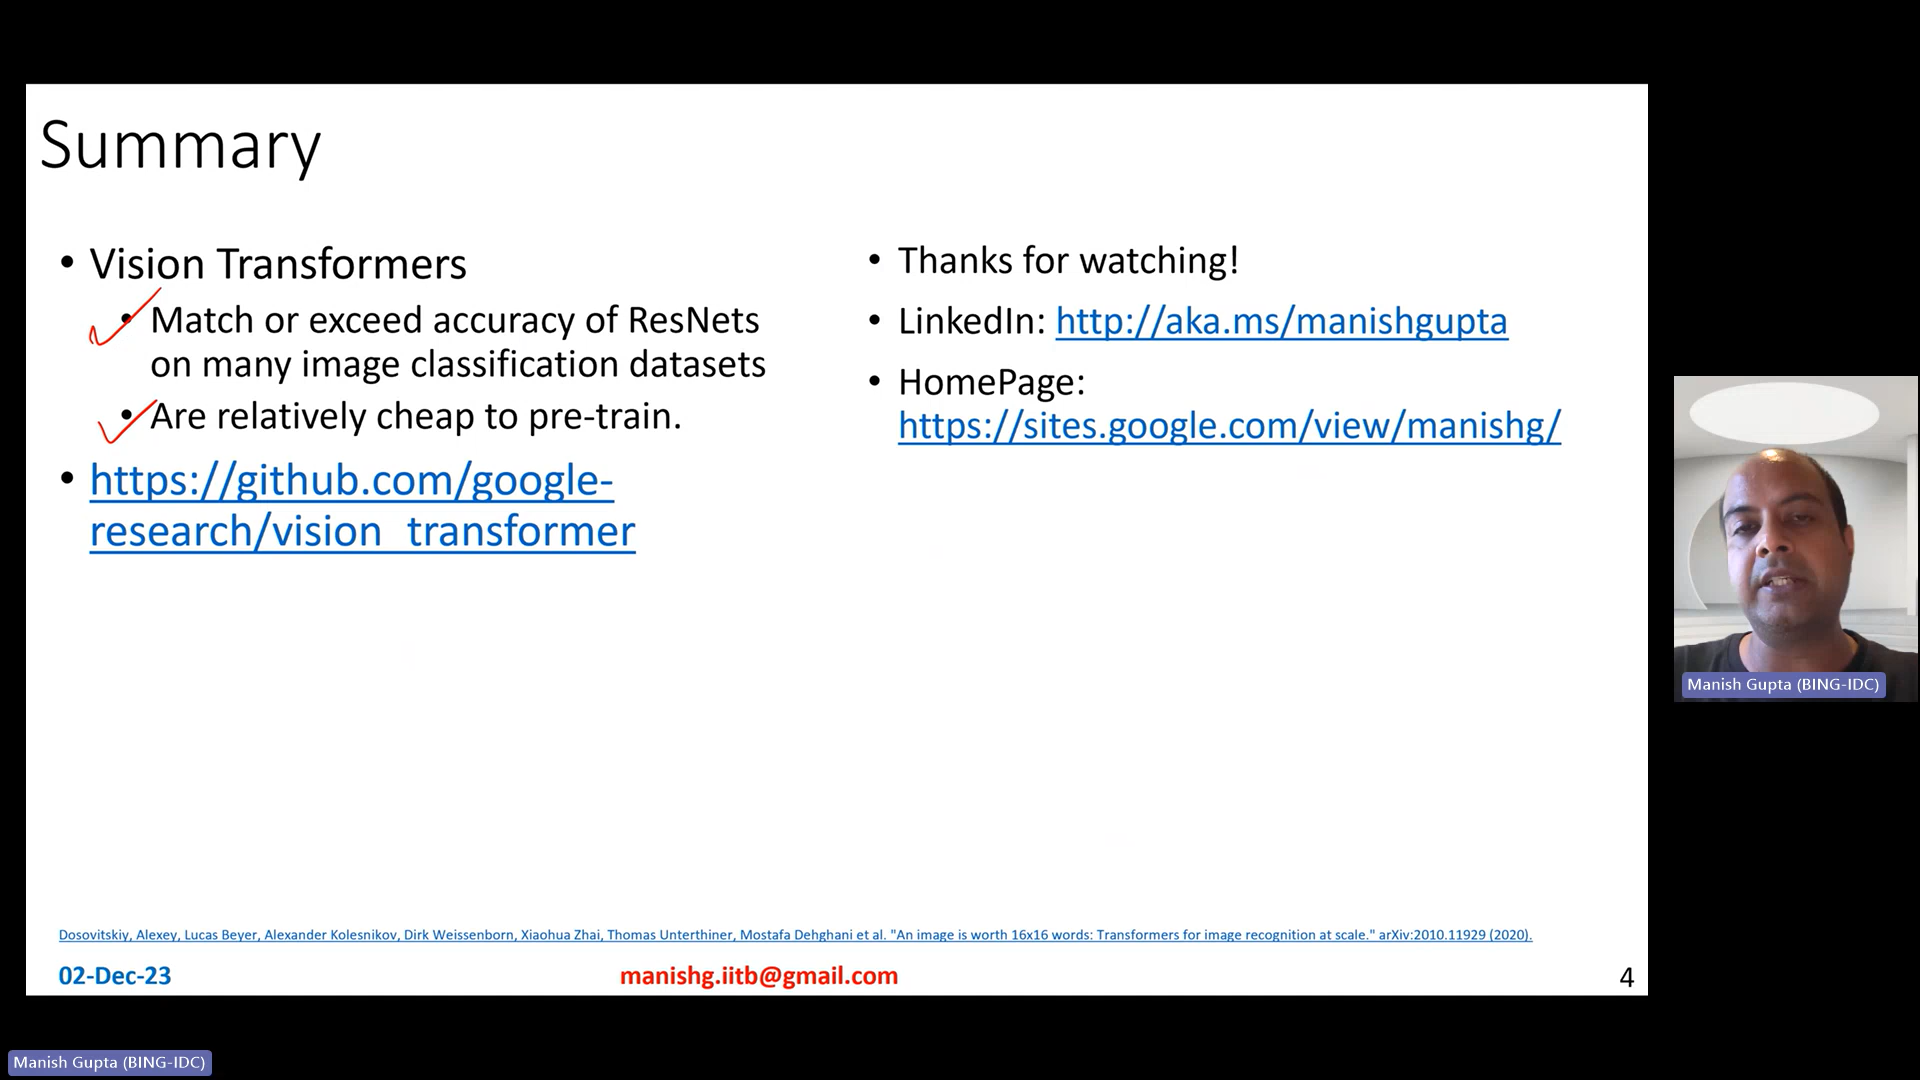 Summary
• Vision Transformers
• Match or exceed accuracy of ResNets
on many image classification datasets
• Are relatively cheap to pre-train.
• https://github.com/google-
research/vision_transformer
• Thanks for watching!
• LinkedIn: http://aka.ms/manishgupta
• HomePage:
https://sites.google.com/view/manishg/
Dosovitskiy, Alexey, Lucas Beyer, Alexander Kolesnikov, Dirk Weissenborn, Xiaohua Zhai, Thomas Unterthiner, Mostafa Dehghani et al. "An image is worth 16x16 words: Transformers for image recognition at scale." arXiv:2010.11929 (2020).
02-Dec-23
manishg.iitb@gmail.com
4
Manish Gupta (BING-IDC)
Manish Gupta (BING-IDC)